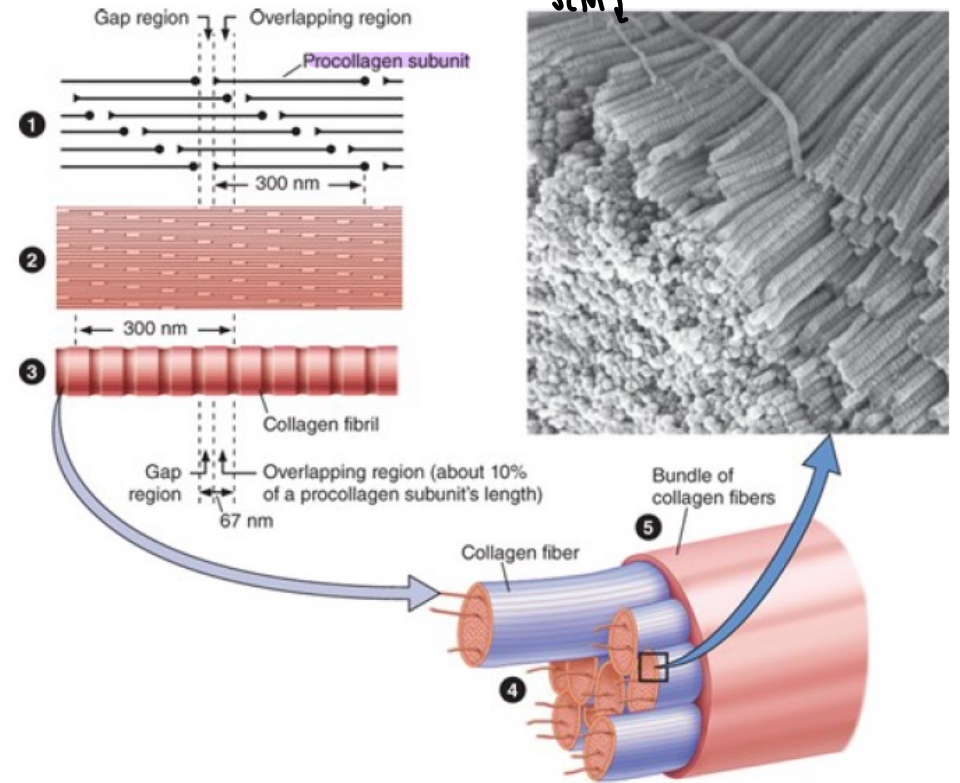 SEM
Gap region
Overlapping region
Procollagen subunit
1
300 nm
2
300 nm
3
Collagen fibril
Gap
region
Overlapping region (about 10%
of a procollagen subunit's length)
67 nm
Bundle of
collagen fibers
5
Collagen fiber
4